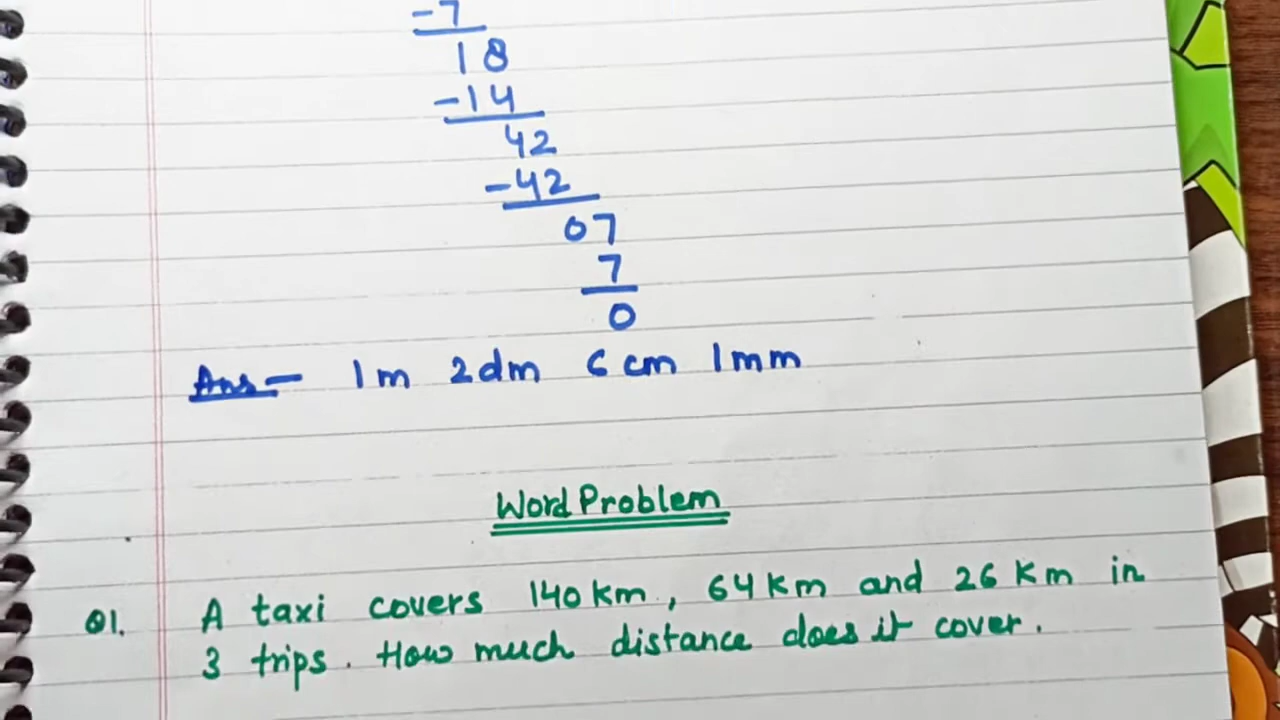 -7
18
-14
42
-42
07
7
0
Ans- 1m 2dm 6cm 1mm
Word Problem
Q1. A taxi covers 140 km, 64 Km and 26 Km in
3 trips. How much distance does it cover.